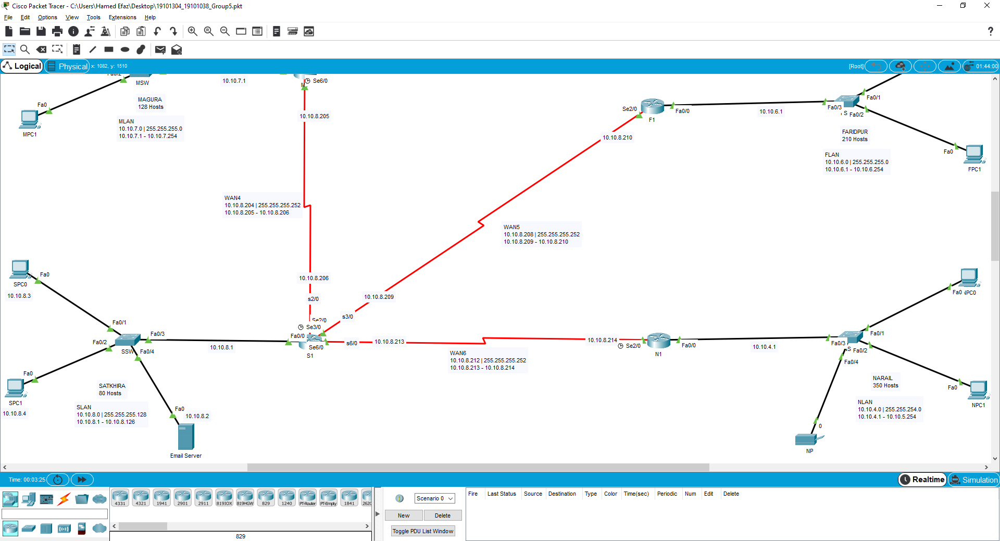 Cisco Packet Tracer - C:\Users\Hamed Efaz\Desktop\19101304_19101038_Group5.pkt
File Edit Options View Tools Extensions Help
Logical Physical x: 1082, y: 1510
[Root] 01:44:00
MSW
10.10.7.1
Se6/0
MAGURA
128 Hosts
Fa0
MPC1
MLAN
10.10.7.0 | 255.255.255.0
10.10.7.1 - 10.10.7.254
10.10.8.205
Se2/0
F1
Fa0/0
10.10.6.1
Fa0/3
Fa0/1
S
Fa0/2
10.10.8.210
FARIDPUR
210 Hosts
FLAN
10.10.6.0 | 255.255.255.0
10.10.6.1 - 10.10.6.254
Fa0
FPC1
WAN4
10.10.8.204 | 255.255.255.252
10.10.8.205 - 10.10.8.206
WAN5
10.10.8.208 | 255.255.255.252
10.10.8.209 - 10.10.8.210
10.10.8.206
s2/0
10.10.8.209
s3/0
Fa0
SPC0
10.10.8.3
Fa0/1
Fa0/2
Fa0/3
SSW
Fa0/4
10.10.8.1
Se2/0
Se3/0
Fa0/0
Se6/0
S1
s6/0
10.10.8.213
10.10.8.214
Se2/0
N1
Fa0/0
10.10.4.1
Fa0/3
Fa0/1
S
Fa0/2
Fa0/4
Fa0
NPC0
WAN6
10.10.8.212 | 255.255.255.252
10.10.8.213 - 10.10.8.214
Fa0
SPC1
10.10.8.4
SATKHIRA
80 Hosts
SLAN
10.10.8.0 | 255.255.255.128
10.10.8.1 - 10.10.8.126
Fa0
10.10.8.2
Email Server
NARAIL
350 Hosts
NLAN
10.10.4.0 | 255.255.254.0
10.10.4.1 - 10.10.5.254
Fa0
NPC1
0
NP
Time: 00:03:25
Realtime Simulation
4331 4321 1941 2901 2911 819IOX 819HGW 829 1240 PT-Router PT-Empty 1841 2620
829
Scenario 0
New Delete
Toggle PDU List Window
Fire Last Status Source Destination Type Color Time(sec) Periodic Num Edit Delete